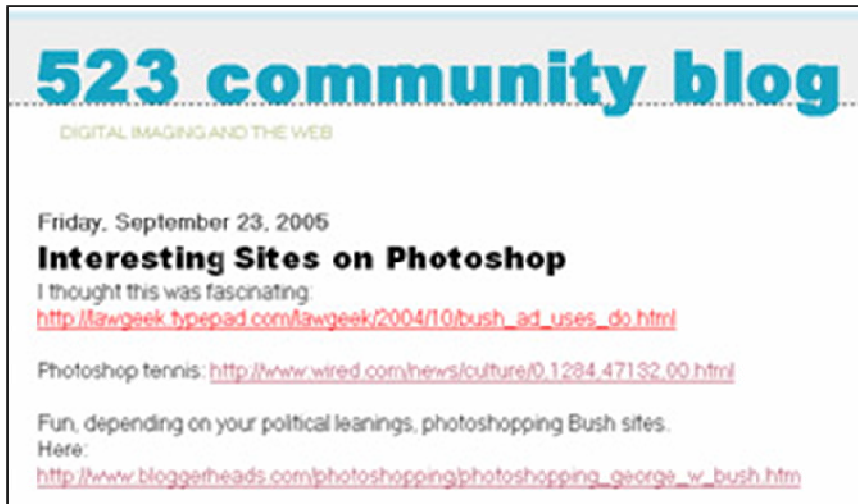 523 community blog
DIGITAL IMAGING AND THE WEB
Friday, September 23, 2005
Interesting Sites on Photoshop
I thought this was fascinating:
http://lawgeek.typepad.com/lawgeek/2004/10/bush_ad_uses_do.html
Photoshop tennis: http://www.wired.com/news/culture/0,1284,47132,00.html
Fun, depending on your political leanings, photoshopping Bush sites.
Here:
http://www.bloggerheads.com/photoshopping/photoshopping_george_w_bush.htm